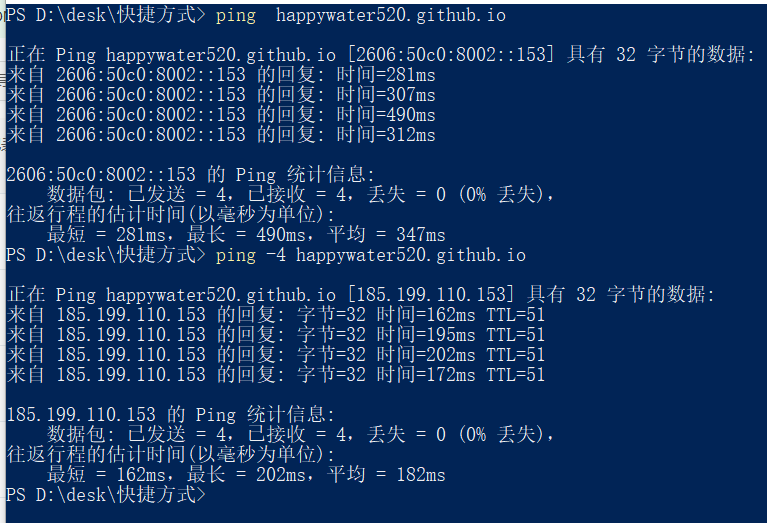 PS D:\desk\快捷方式> ping  happywater520.github.io
正在 Ping happywater520.github.io [2606:50c0:8002::153] 具有 32 字节的数据:
来自 2606:50c0:8002::153 的回复: 时间=281ms
来自 2606:50c0:8002::153 的回复: 时间=307ms
来自 2606:50c0:8002::153 的回复: 时间=490ms
来自 2606:50c0:8002::153 的回复: 时间=312ms
2606:50c0:8002::153 的 Ping 统计信息:
    数据包: 已发送 = 4，已接收 = 4，丢失 = 0 (0% 丢失)，
往返行程的估计时间(以毫秒为单位):
    最短 = 281ms，最长 = 490ms，平均 = 347ms
PS D:\desk\快捷方式> ping -4 happywater520.github.io
正在 Ping happywater520.github.io [185.199.110.153] 具有 32 字节的数据:
来自 185.199.110.153 的回复: 字节=32 时间=162ms TTL=51
来自 185.199.110.153 的回复: 字节=32 时间=195ms TTL=51
来自 185.199.110.153 的回复: 字节=32 时间=202ms TTL=51
来自 185.199.110.153 的回复: 字节=32 时间=172ms TTL=51
185.199.110.153 的 Ping 统计信息:
    数据包: 已发送 = 4，已接收 = 4，丢失 = 0 (0% 丢失)，
往返行程的估计时间(以毫秒为单位):
    最短 = 162ms，最长 = 202ms，平均 = 182ms
PS D:\desk\快捷方式>